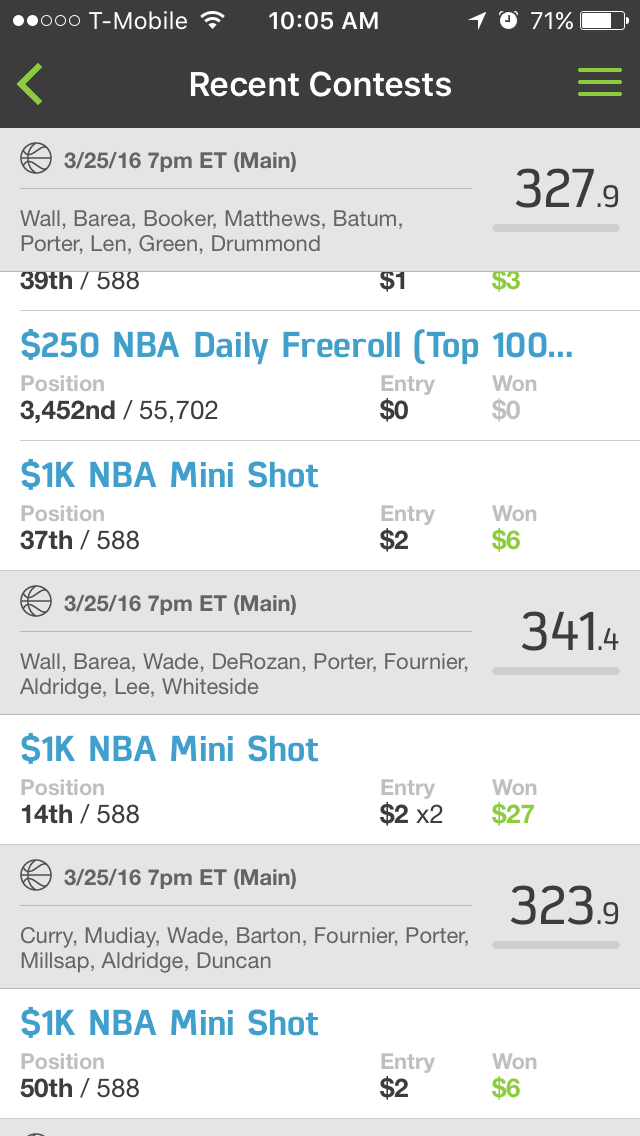 T-Mobile 10:05 AM 71%
Recent Contests
3/25/16 7pm ET (Main)
327.9
Wall, Barea, Booker, Matthews, Batum,
Porter, Len, Green, Drummond
39th / 588 $1 $3
$250 NBA Daily Freeroll (Top 100...
Position Entry Won
3,452nd / 55,702 $0 $0
$1K NBA Mini Shot
Position Entry Won
37th / 588 $2 $6
3/25/16 7pm ET (Main)
341.4
Wall, Barea, Wade, DeRozan, Porter, Fournier,
Aldridge, Lee, Whiteside
$1K NBA Mini Shot
Position Entry Won
14th / 588 $2 x2 $27
3/25/16 7pm ET (Main)
323.9
Curry, Mudiay, Wade, Barton, Fournier, Porter,
Millsap, Aldridge, Duncan
$1K NBA Mini Shot
Position Entry Won
50th / 588 $2 $6